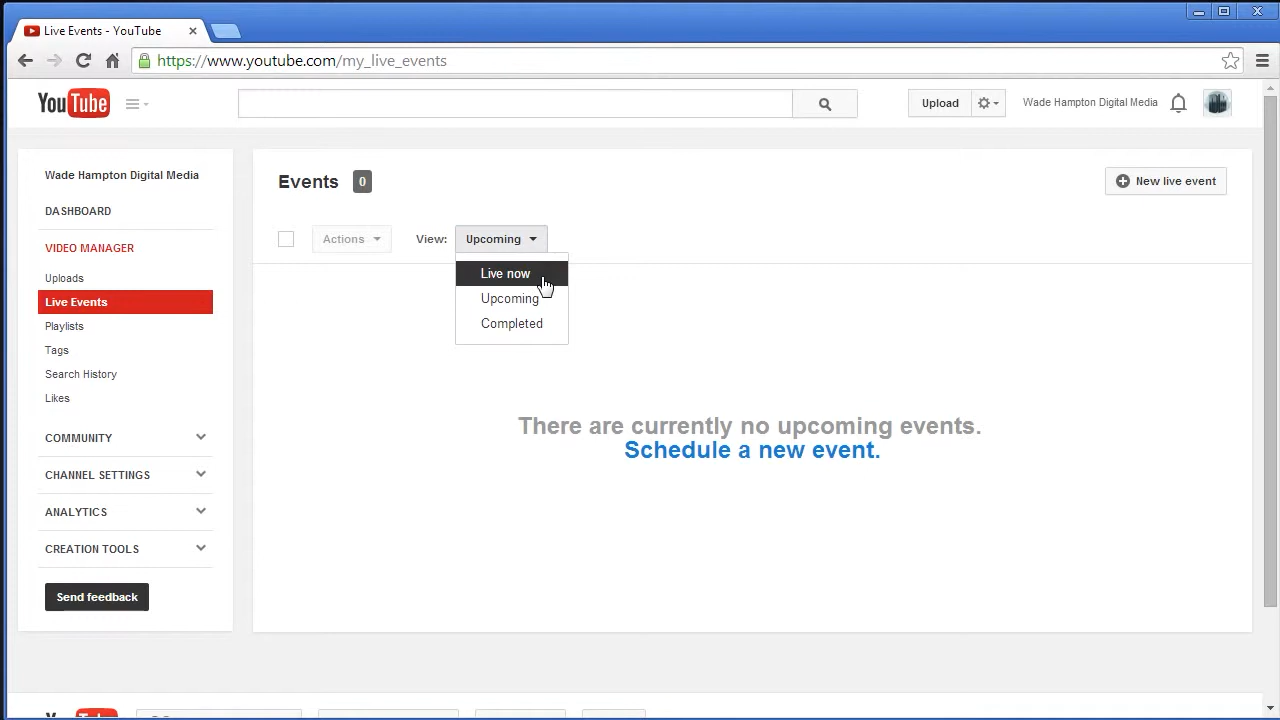 Live Events - YouTube
https://www.youtube.com/my_live_events
YouTube
Upload
Wade Hampton Digital Media
Wade Hampton Digital Media
DASHBOARD
VIDEO MANAGER
Uploads
Live Events
Playlists
Tags
Search History
Likes
COMMUNITY
CHANNEL SETTINGS
ANALYTICS
CREATION TOOLS
Send feedback
Events 0
New live event
Actions View: Upcoming
Live now
Upcoming
Completed
There are currently no upcoming events.
Schedule a new event.